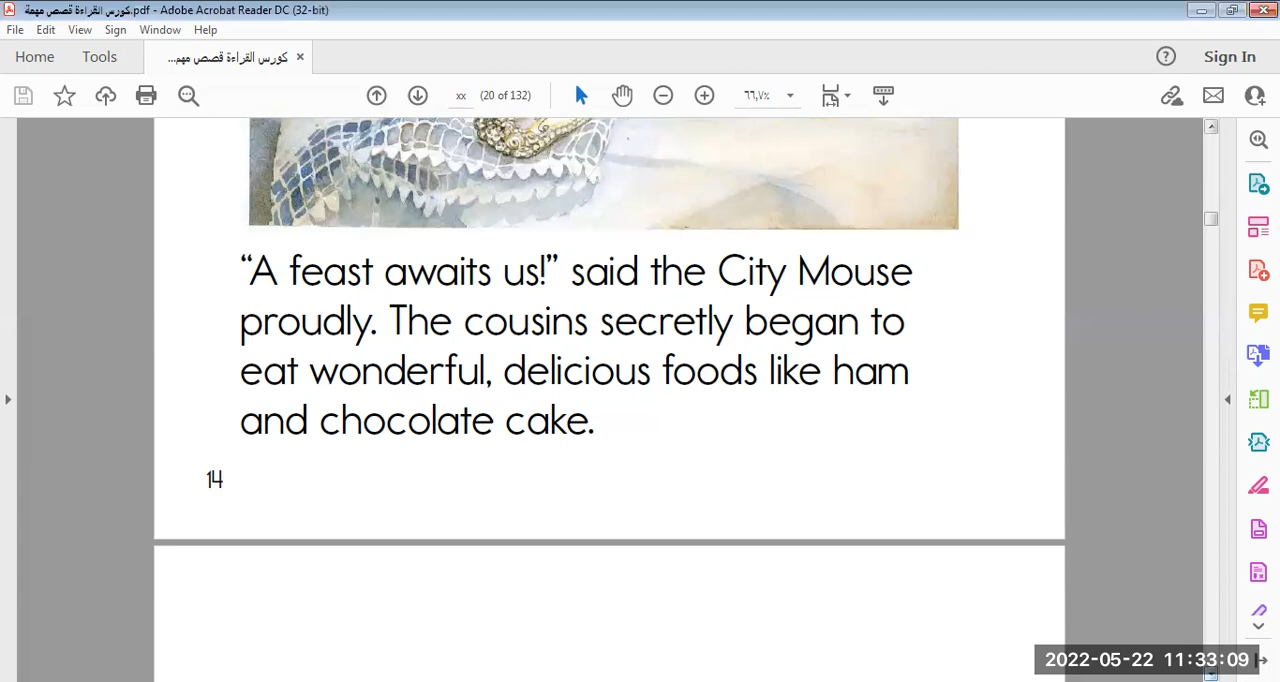 كورس القراءة قصص مهمة.pdf - Adobe Acrobat Reader DC (32-bit)
File Edit View Sign Window Help
Home Tools كورس القراءة قصص مهم... × ? Sign In
xx (20 of 132) ٦٦,٧٪
“A feast awaits us!” said the City Mouse
proudly. The cousins secretly began to
eat wonderful, delicious foods like ham
and chocolate cake.
14
2022-05-22 11:33:09